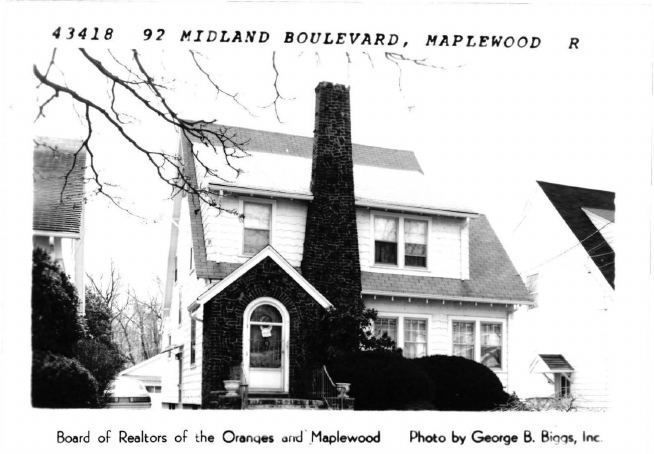 43418 92 MIDLAND BOULEVARD, MAPLEWOOD R
Board of Realtors of the Oranges and Maplewood Photo by George B. Biggs, Inc.